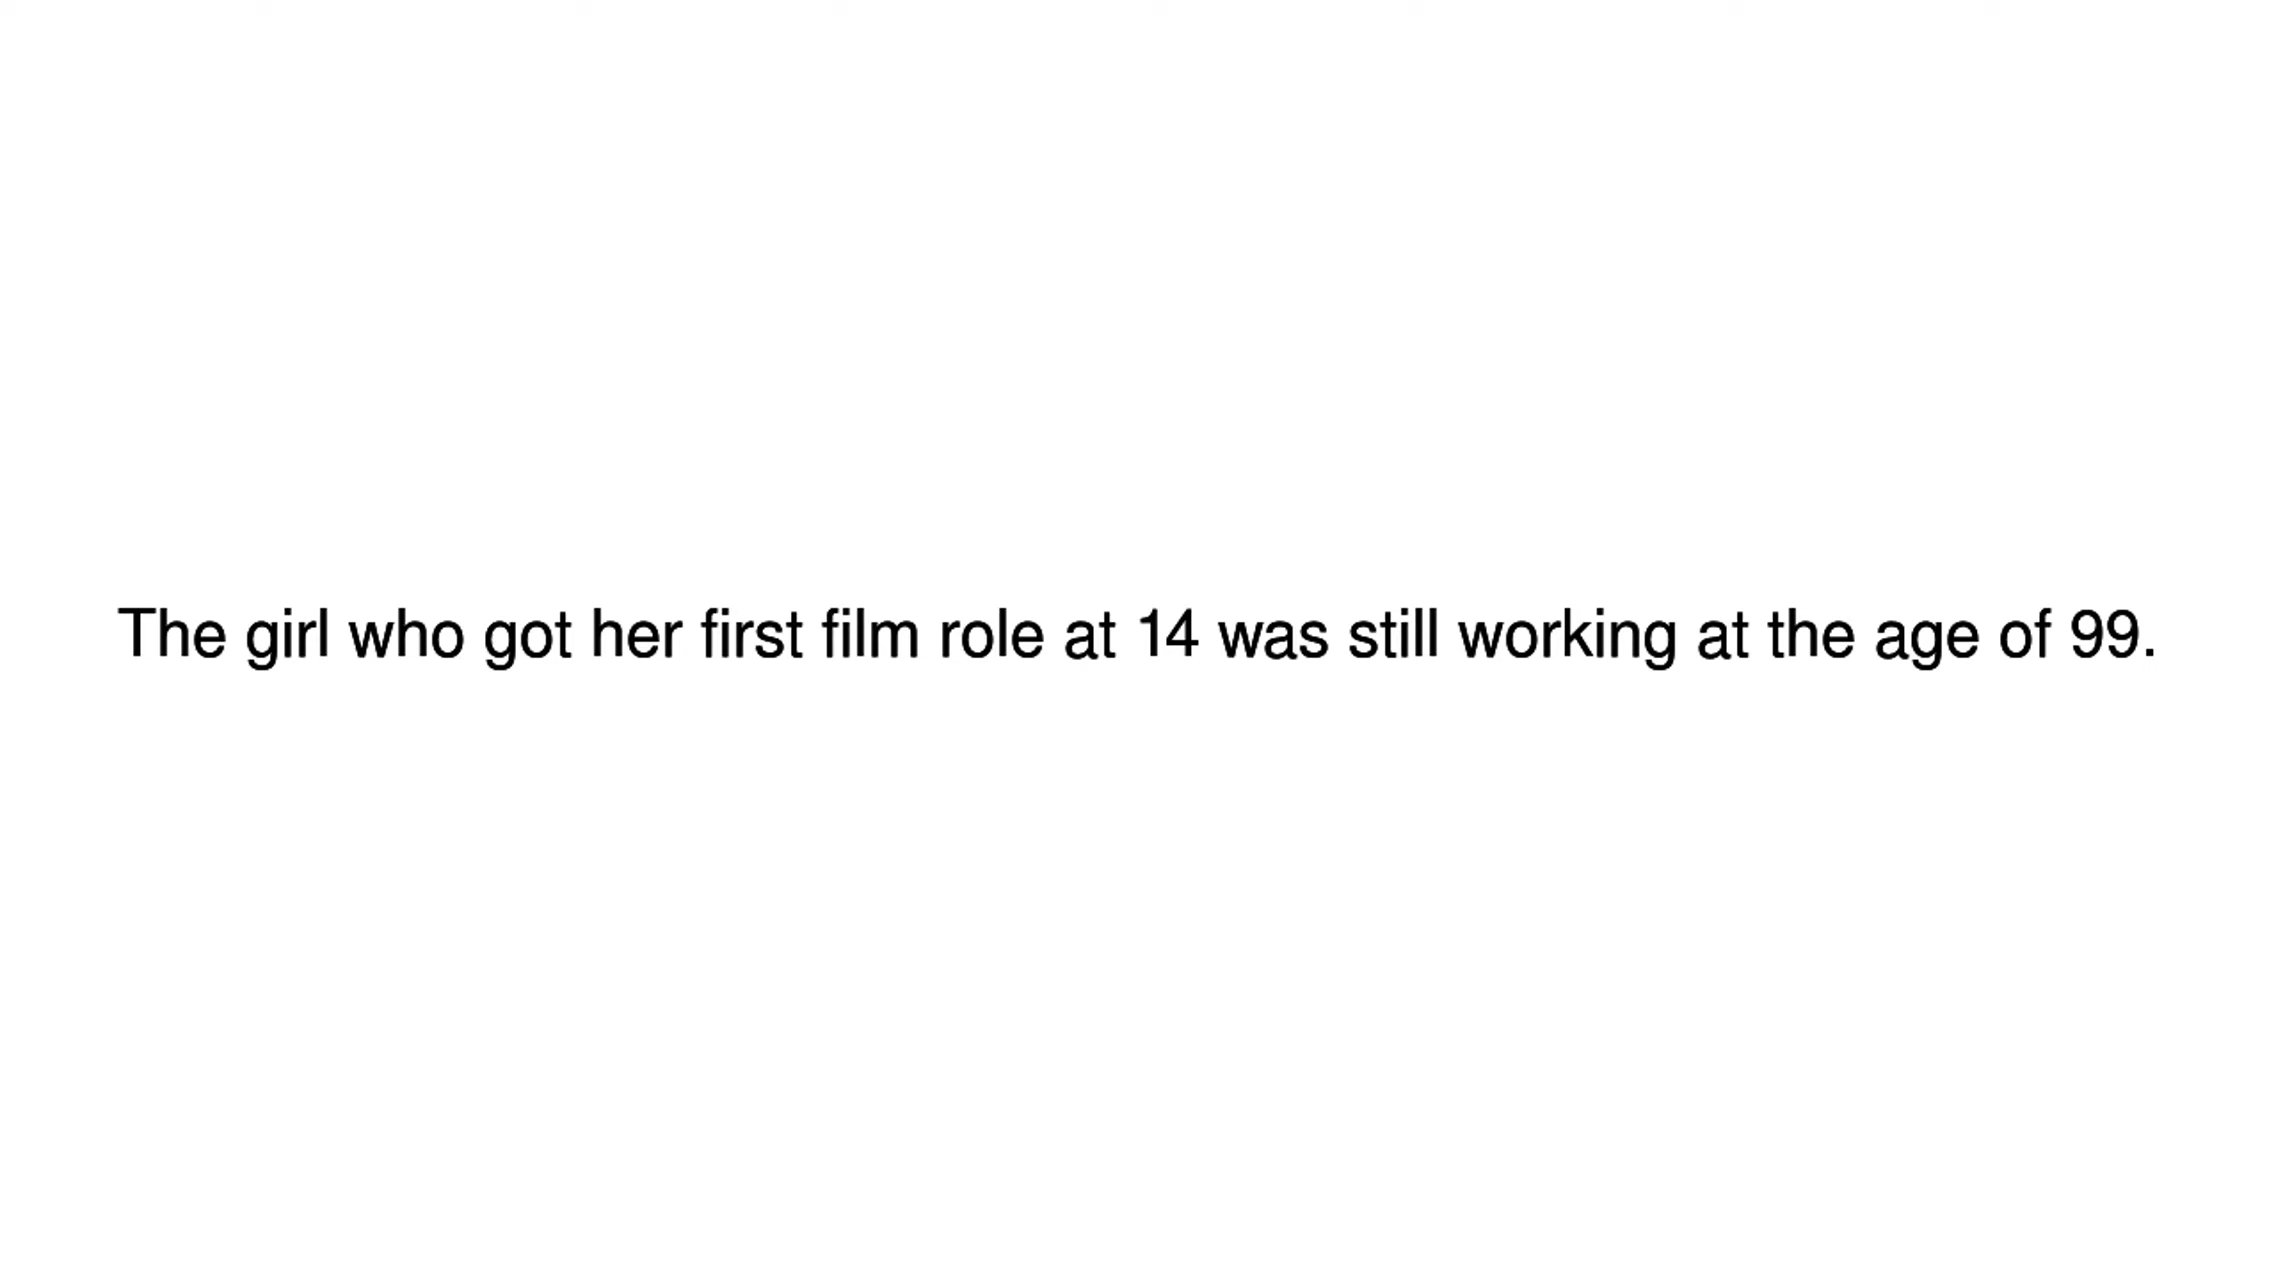 The girl who got her first film role at 14 was still working at the age of 99.